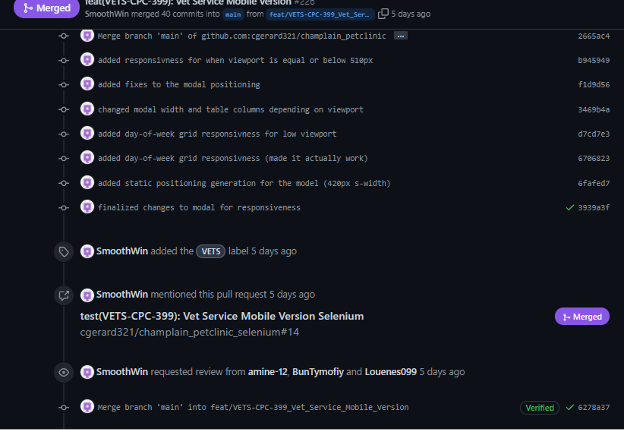 Merged
feat(VETS-CPC-399): Vet Service Mobile Version #226
SmoothWin merged 40 commits into main from feat/VETS-CPC-399_Vet_Ser… 5 days ago
Merge branch 'main' of github.com:cgerard321/champlain_petclinic … 2665ac4
added responsivness for when viewport is equal or below 510px b945949
added fixes to the modal positioning f1d9d56
changed modal width and table columns depending on viewport 3469b4a
added day-of-week grid responsivness for low viewport d7cd7e3
added day-of-week grid responsivness (made it actually work) 6706823
added static positioning generation for the model (420px s-width) 6fafed7
finalized changes to modal for responsiveness 3939a3f
SmoothWin added the VETS label 5 days ago
SmoothWin mentioned this pull request 5 days ago
test(VETS-CPC-399): Vet Service Mobile Version Selenium Merged
cgerard321/champlain_petclinic_selenium#14
SmoothWin requested review from amine-12, BunTymofiy and Louenes099 5 days ago
Merge branch 'main' into feat/VETS-CPC-399_Vet_Service_Mobile_Version Verified 6278a37